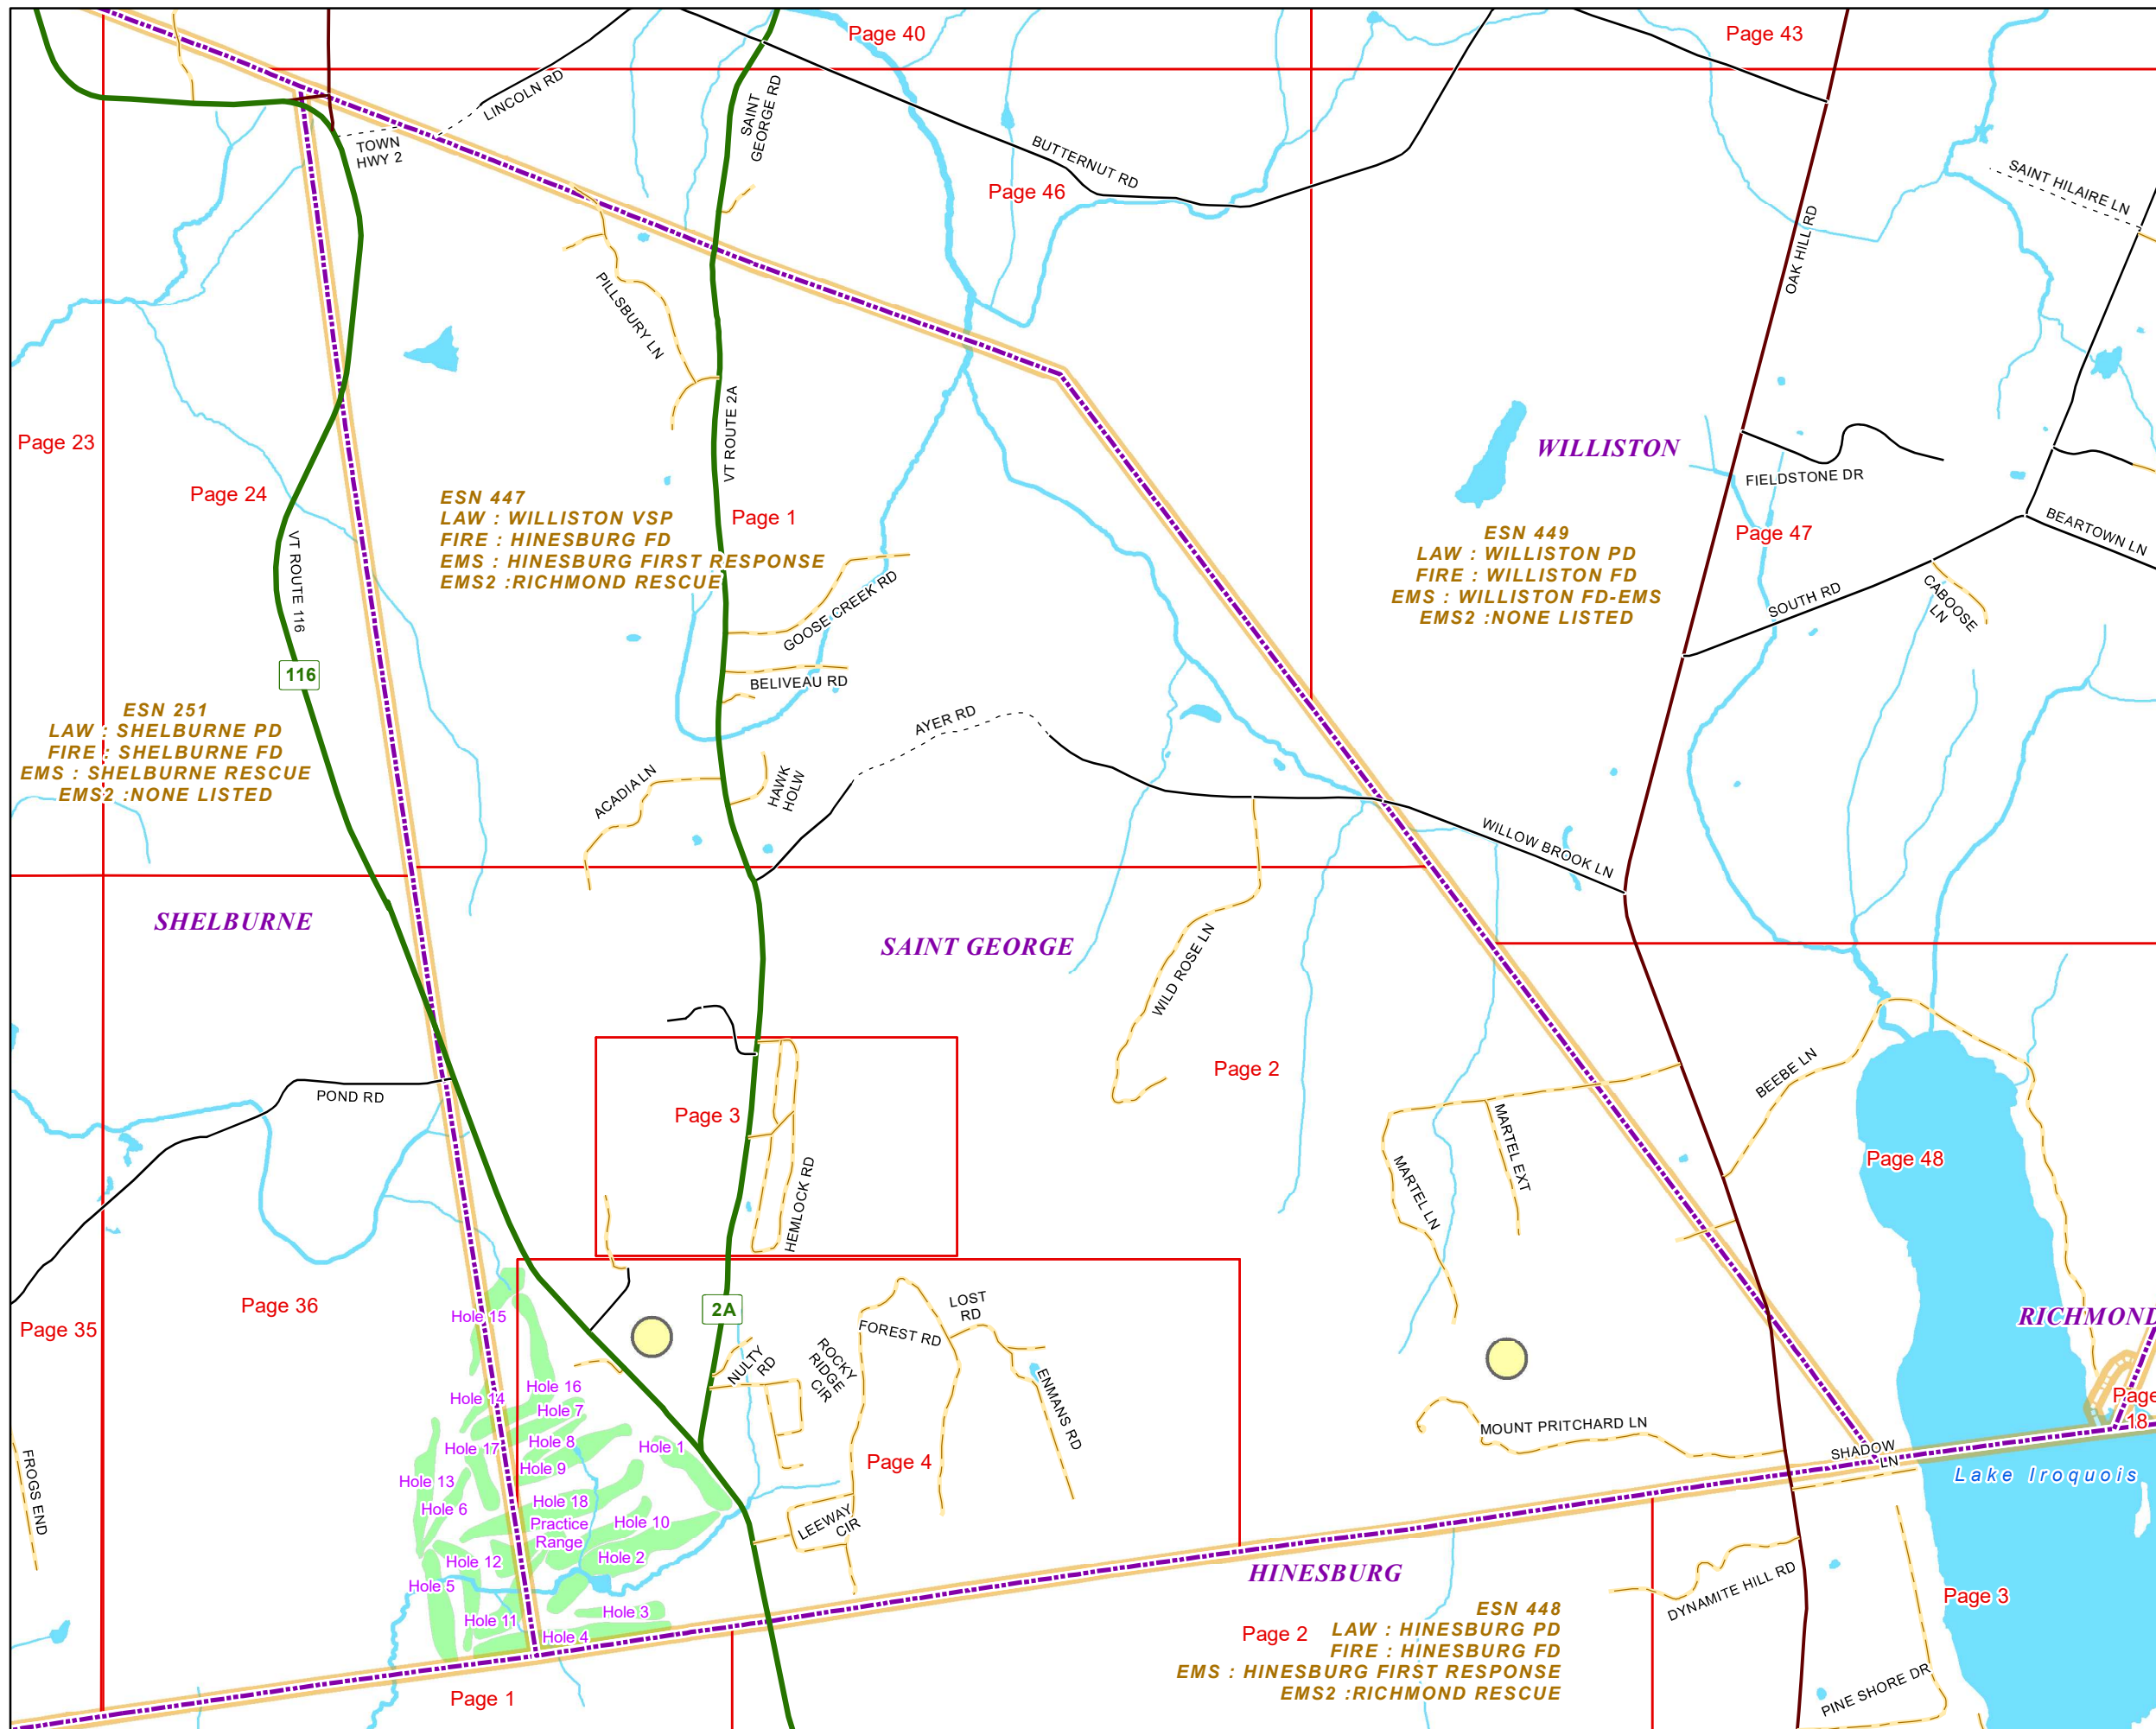 Page 40
Page 43
LINCOLN RD
SAINT
GEORGE RD
TOWN
HWY 2
BUTTERNUT RD
Page 46
SAINT HILAIRE LN
OAK HILL RD
PILLSBURY LN
VT ROUTE 2A
Page 23
Page 24
WILLISTON
FIELDSTONE DR
Page 47
BEARTOWN LN
ESN 447
LAW : WILLISTON VSP
FIRE : HINESBURG FD
EMS : HINESBURG FIRST RESPONSE
EMS2 :RICHMOND RESCUE
Page 1
ESN 449
LAW : WILLISTON PD
FIRE : WILLISTON FD
EMS : WILLISTON FD-EMS
EMS2 :NONE LISTED
VT ROUTE 116
GOOSE CREEK RD
SOUTH RD
CABOOSE
LN
116
BELIVEAU RD
ESN 251
LAW : SHELBURNE PD
FIRE : SHELBURNE FD
EMS : SHELBURNE RESCUE
EMS2 :NONE LISTED
AYER RD
ACADIA LN
HAWK
HOLW
WILLOW BROOK LN
SHELBURNE
SAINT GEORGE
WILD ROSE LN
Page 2
POND RD
Page 3
BEEBE LN
MARTEL EXT
MARTEL LN
Page 48
HEMLOCK RD
Page 36
Page 35
Hole 15
2A
LOST
RD
FOREST RD
RICHMOND
NULTY
RD
ROCKY
RIDGE
CIR
ENMANS RD
Hole 16
Hole 14
Hole 7
Page
18
MOUNT PRITCHARD LN
Hole 17
Hole 8
Hole 1
Page 4
SHADOW
LN
Hole 9
Hole 13
Lake Iroquois
FROGS END
Hole 6
Hole 18
Practice
Range
Hole 10
LEEWAY
CIR
Hole 12
Hole 2
Hole 5
HINESBURG
DYNAMITE HILL RD
Page 3
Hole 11
Hole 3
Hole 4
Page 2
ESN 448
LAW : HINESBURG PD
FIRE : HINESBURG FD
EMS : HINESBURG FIRST RESPONSE
EMS2 :RICHMOND RESCUE
Page 1
PINE SHORE DR